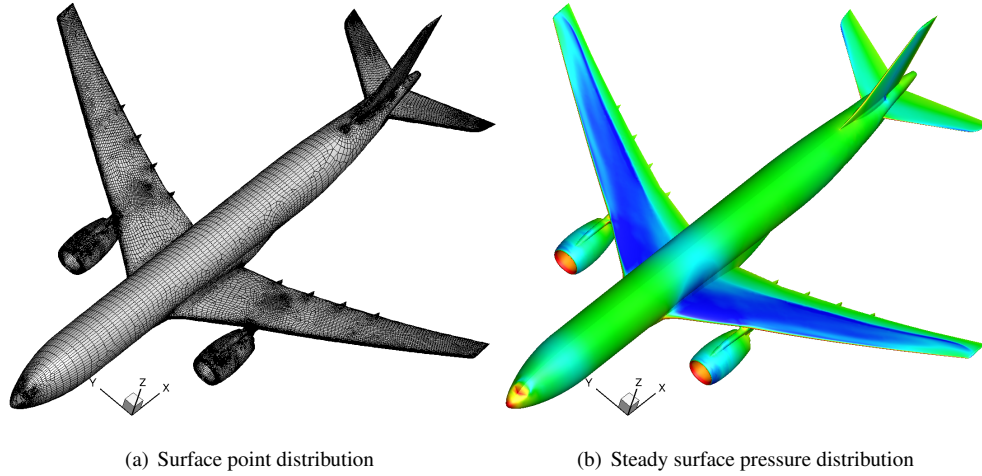 Y Z X
Y Z X
(a) Surface point distribution
(b) Steady surface pressure distribution